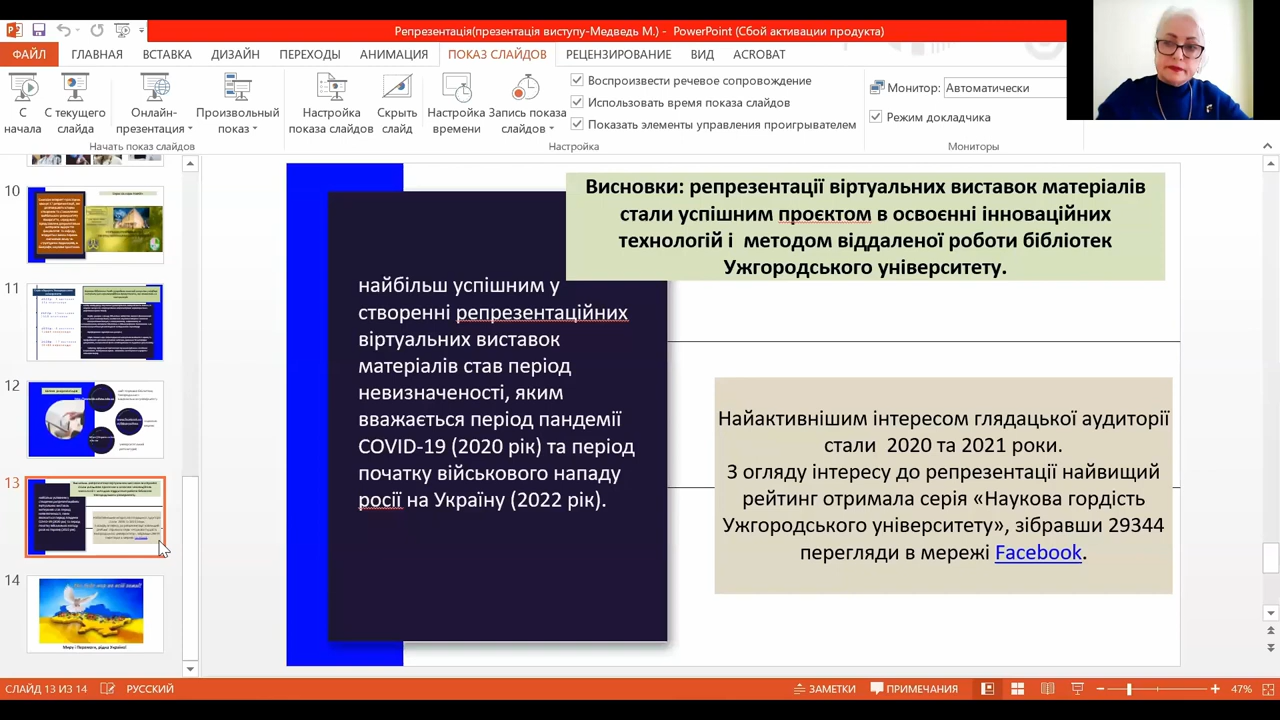 Репрезентація(презентація виступу-Медведь М.) - PowerPoint (Сбой активации продукта)
ФАЙЛ ГЛАВНАЯ ВСТАВКА ДИЗАЙН ПЕРЕХОДЫ АНИМАЦИЯ ПОКАЗ СЛАЙДОВ РЕЦЕНЗИРОВАНИЕ ВИД ACROBAT
С начала
С текущего слайда
Онлайн-презентация
Произвольный показ
Начать показ слайдов
Настройка показа слайдов
Скрыть слайд
Настройка времени
Запись показа слайдов
Воспроизвести речевое сопровождение
Использовать время показа слайдов
Показать элементы управления проигрывателем
Настройка
Монитор: Автоматически
Режим докладчика
Мониторы
10
11
12
13
14
Миру і Перемоги, рідна Україно!
Висновки: репрезентації віртуальних виставок матеріалів
стали успішним проєктом в освоенні інноваційних
технологій і методом віддаленої роботи бібліотек
Ужгородського університету.
найбільш успішним у
створенні репрезентаційних
віртуальних виставок
матеріалів став період
невизначеності, яким
вважається період пандемії
COVID-19 (2020 рік) та період
початку військового нападу
росії на Україну (2022 рік).
Найактивнішим інтересом глядацької аудиторії
стали 2020 та 2021 роки.
З огляду інтересу до репрезентації найвищий
рейтинг отримала серія «Наукова гордість
Ужгородського університету», зібравши 29344
перегляди в мережі Facebook.
СЛАЙД 13 ИЗ 14 РУССКИЙ ЗАМЕТКИ ПРИМЕЧАНИЯ 47%